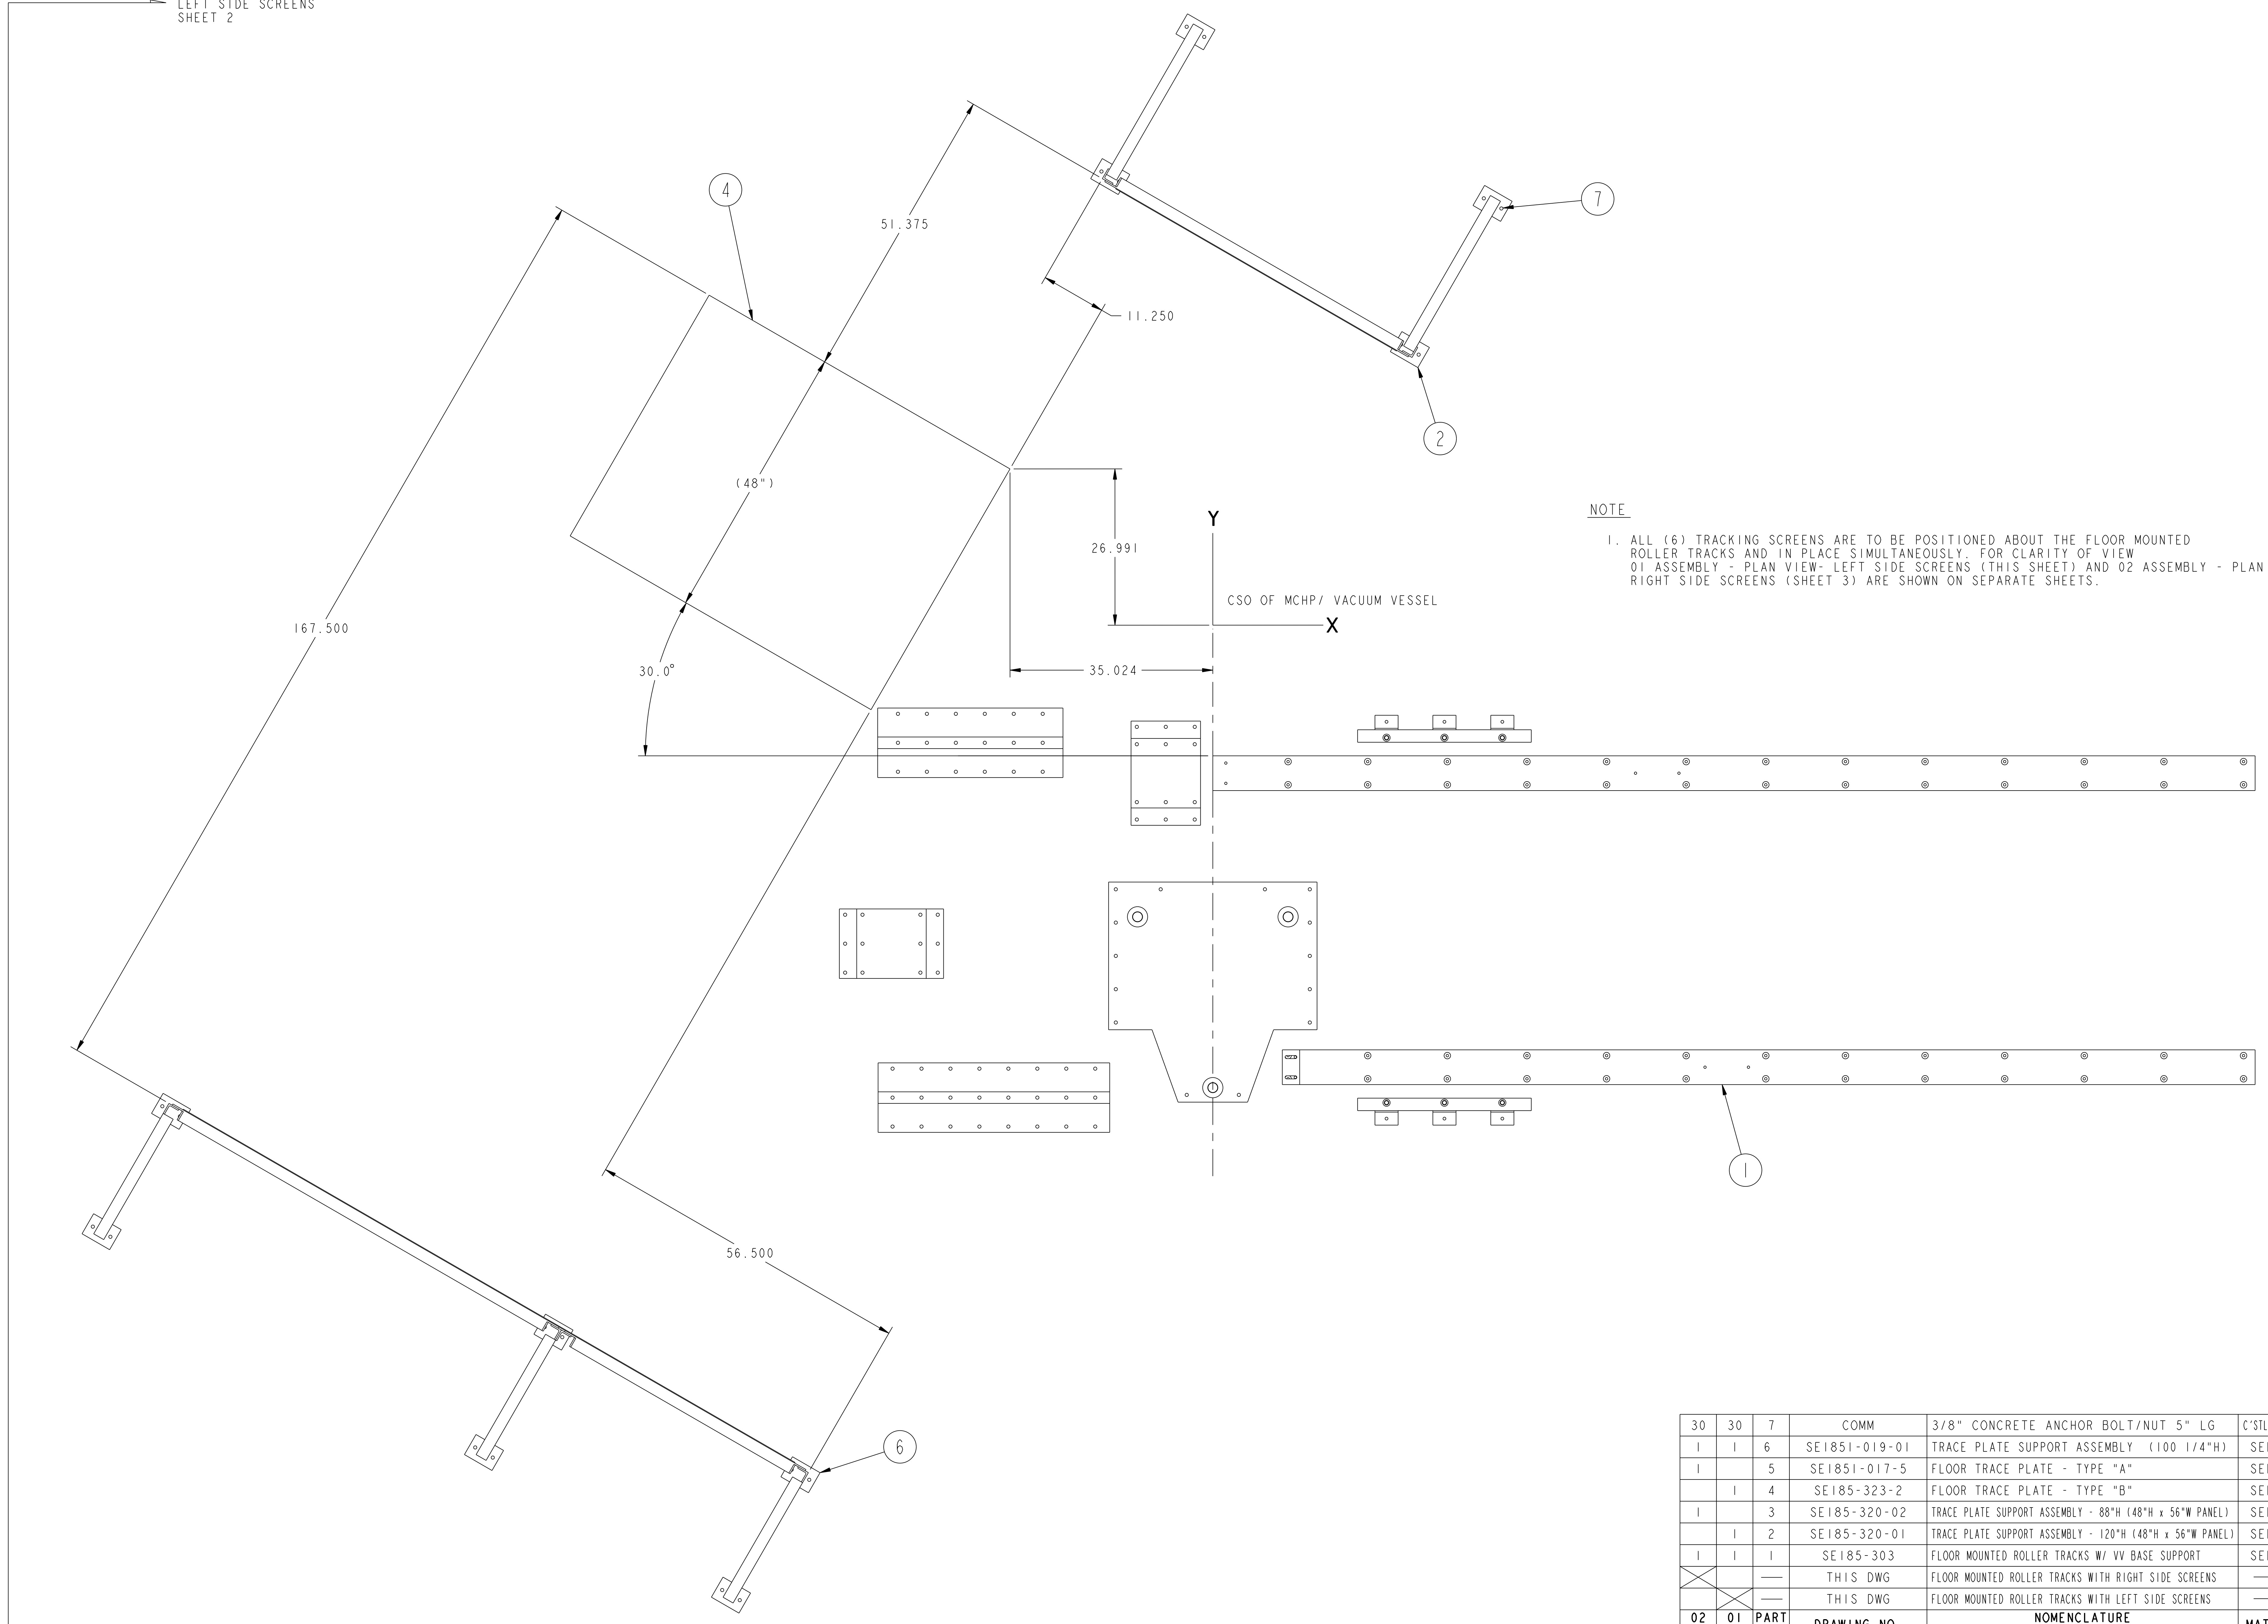 LEFT SIDE SCREENS
SHEET 2
4
7
51.375
11.250
2
(48")
NOTE
Y
26.991
1. ALL (6) TRACKING SCREENS ARE TO BE POSITIONED ABOUT THE FLOOR MOUNTED
ROLLER TRACKS AND IN PLACE SIMULTANEOUSLY. FOR CLARITY OF VIEW
01 ASSEMBLY - PLAN VIEW- LEFT SIDE SCREENS (THIS SHEET) AND 02 ASSEMBLY - PLAN
RIGHT SIDE SCREENS (SHEET 3) ARE SHOWN ON SEPARATE SHEETS.
CSO OF MCHP/ VACUUM VESSEL
X
167.500
30.0°
35.024
1
56.500
6
30 30 7 COMM 3/8" CONCRETE ANCHOR BOLT/NUT 5" LG C'STL
1 1 6 SE1851-019-01 TRACE PLATE SUPPORT ASSEMBLY (100 1/4"H) SE1
1 5 SE1851-017-5 FLOOR TRACE PLATE - TYPE "A" SE1
1 4 SE185-323-2 FLOOR TRACE PLATE - TYPE "B" SE1
1 3 SE185-320-02 TRACE PLATE SUPPORT ASSEMBLY - 88"H (48"H x 56"W PANEL) SE1
1 2 SE185-320-01 TRACE PLATE SUPPORT ASSEMBLY - 120"H (48"H x 56"W PANEL) SE1
1 1 1 SE185-303 FLOOR MOUNTED ROLLER TRACKS W/ VV BASE SUPPORT SE1
— THIS DWG FLOOR MOUNTED ROLLER TRACKS WITH RIGHT SIDE SCREENS —
— THIS DWG FLOOR MOUNTED ROLLER TRACKS WITH LEFT SIDE SCREENS —
02 01 PART DRAWING NO NOMENCLATURE